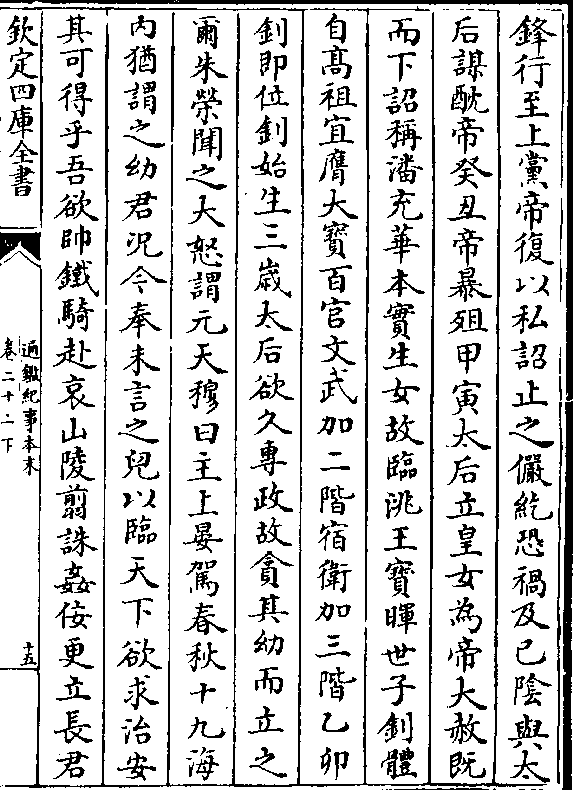 鋒行至上黨帝復以私詔止之儼紇恐禍及已陰與太
后謀酖帝癸丑帝暴殂甲寅太后立皇女為帝大赦既
而下詔稱潘充華本實生女故臨洮王寳暉世子釗體
自髙祖宜膺大寳百官文武加二階宿衛加三階乙卯
釗即位釗始生三歳太后欲久專政故貪其幼而立之
爾朱榮聞之大怒謂元天穆曰主上晏駕春秋十九海
内猶謂之幼君况今奉未言之兒以臨天下欲求治安
其可得乎吾欲帥鐵騎赴哀山陵翦誅姦佞更立長君
欽定四庫全書
通鑑紀事本末
卷二十二下
十五